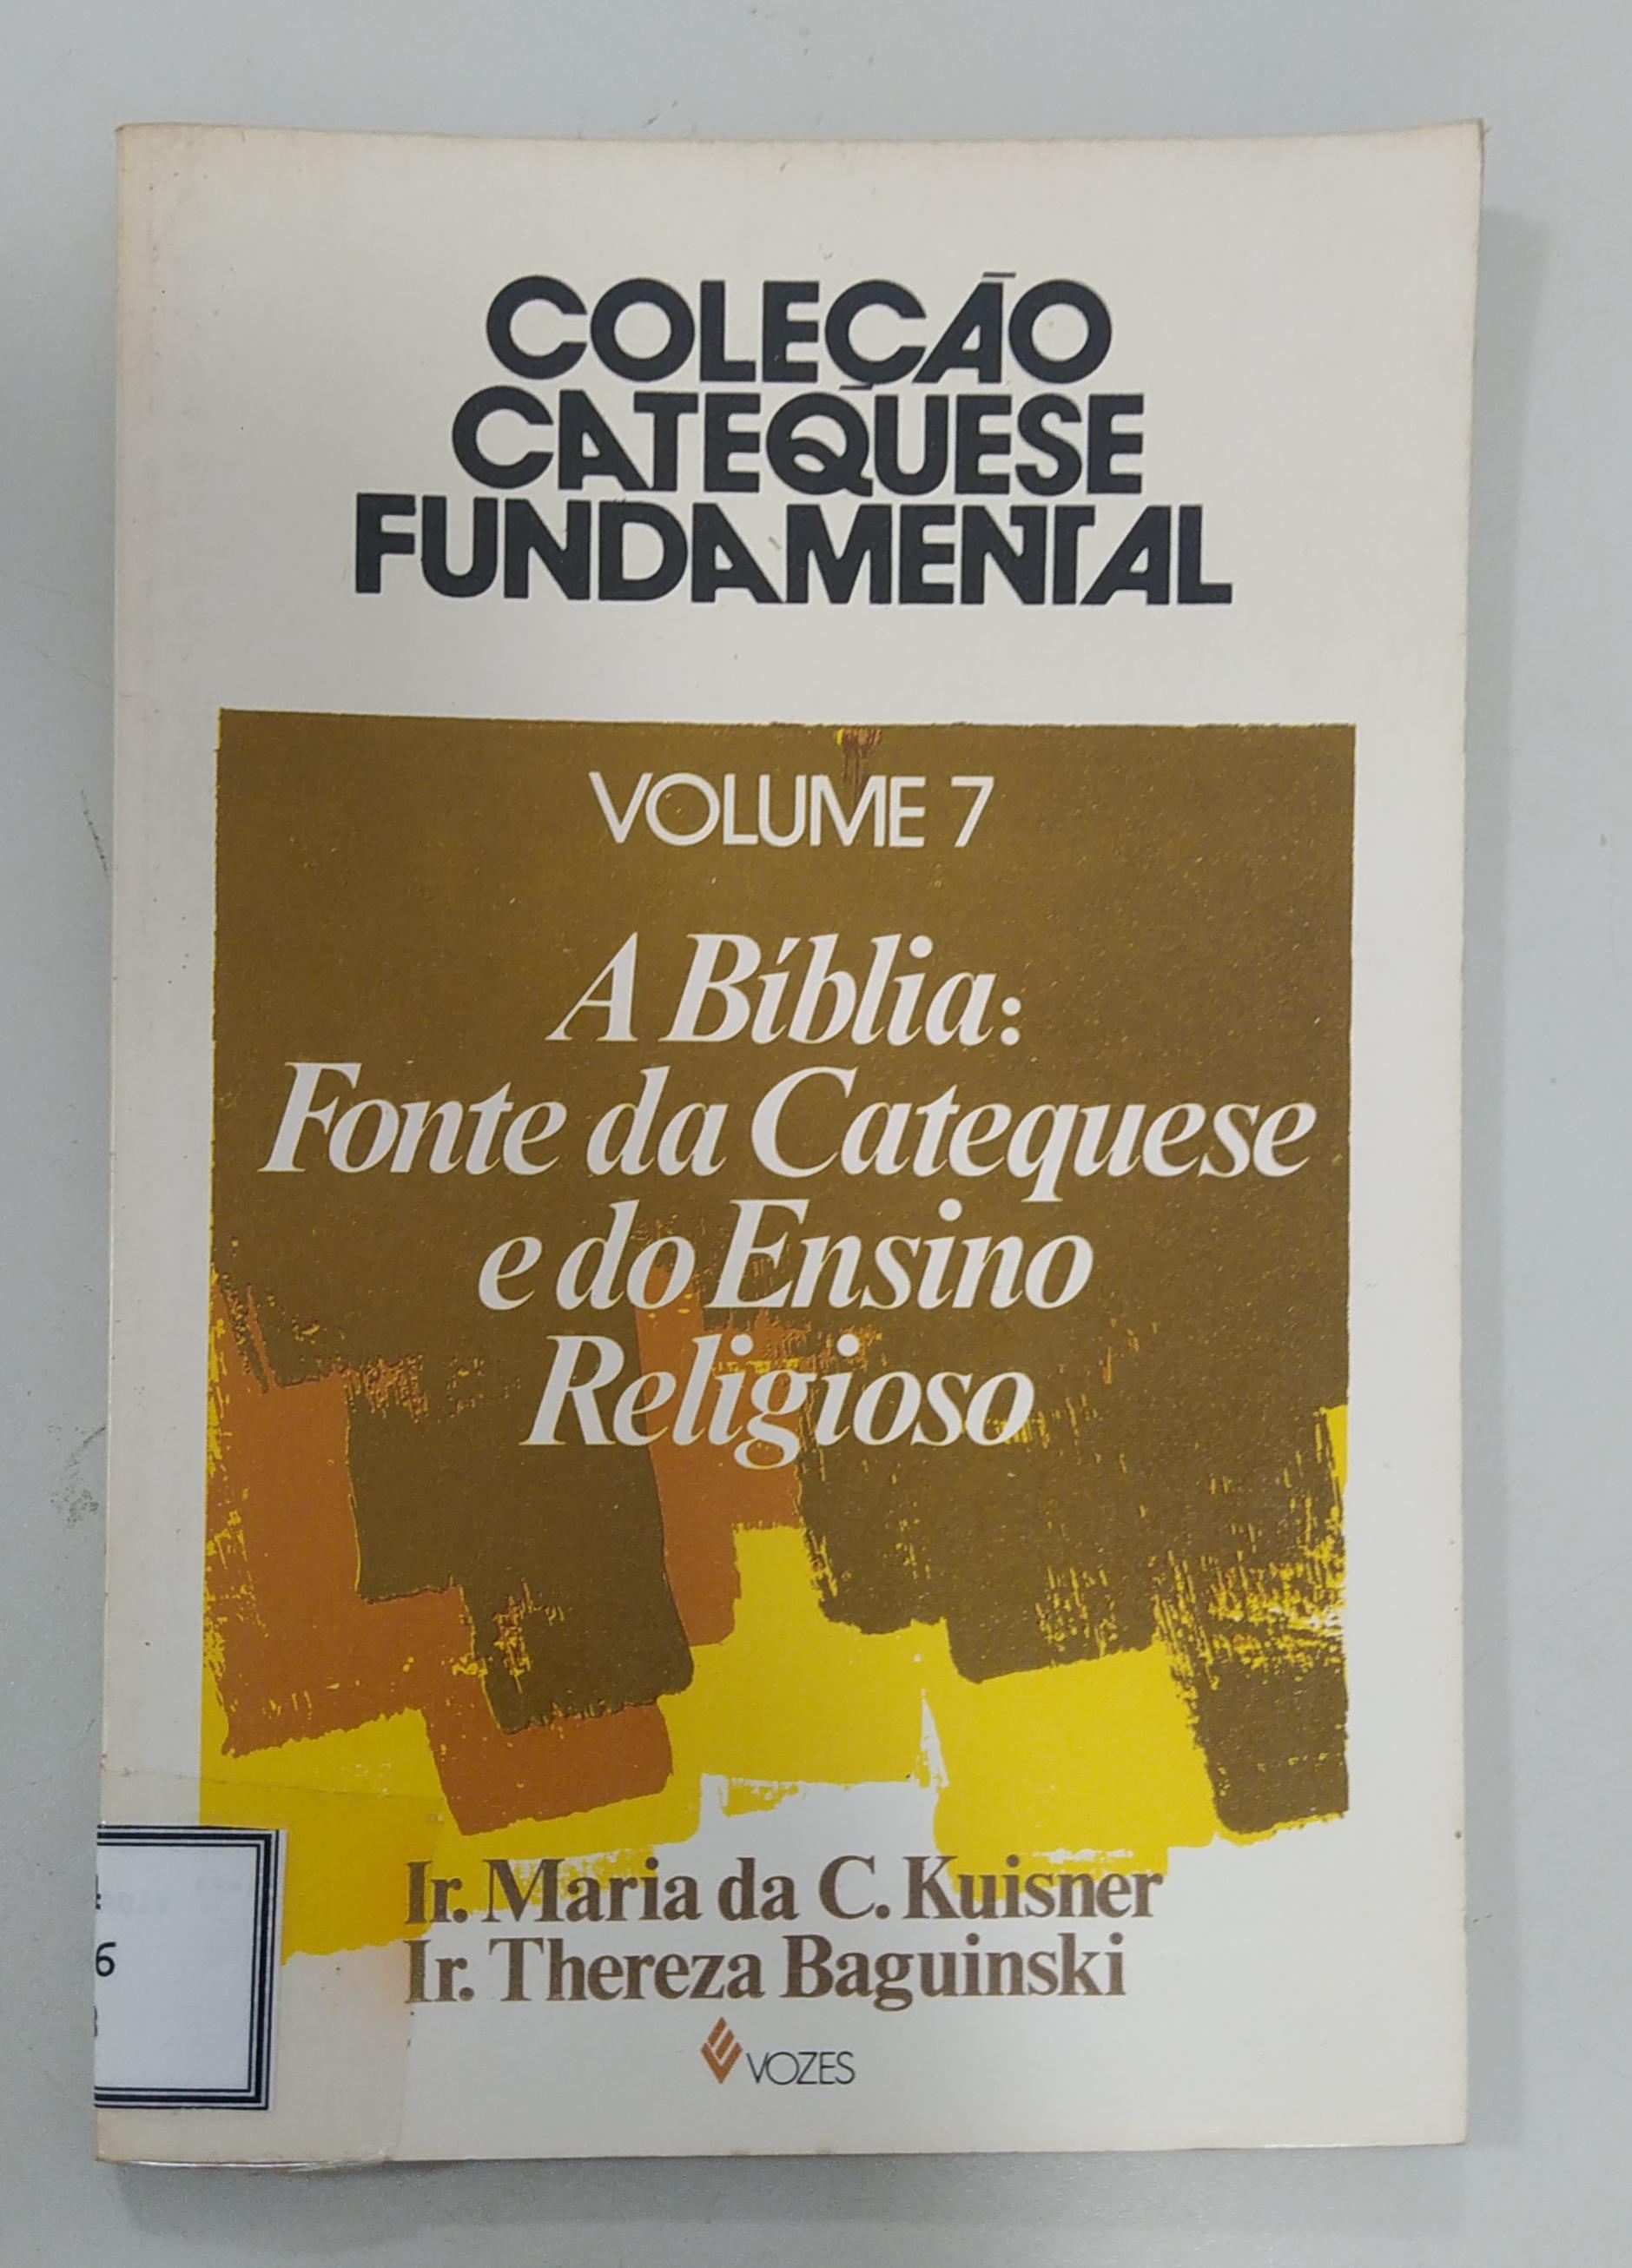 COLEÇÃO
CATEQUESE
FUNDAMENTAL
VOLUME 7
A Bíblia:
Fonte da Catequese
e do Ensino
Religioso
Ir. Maria da C. Kuisner
Ir. Thereza Baguinski
VOZES
6